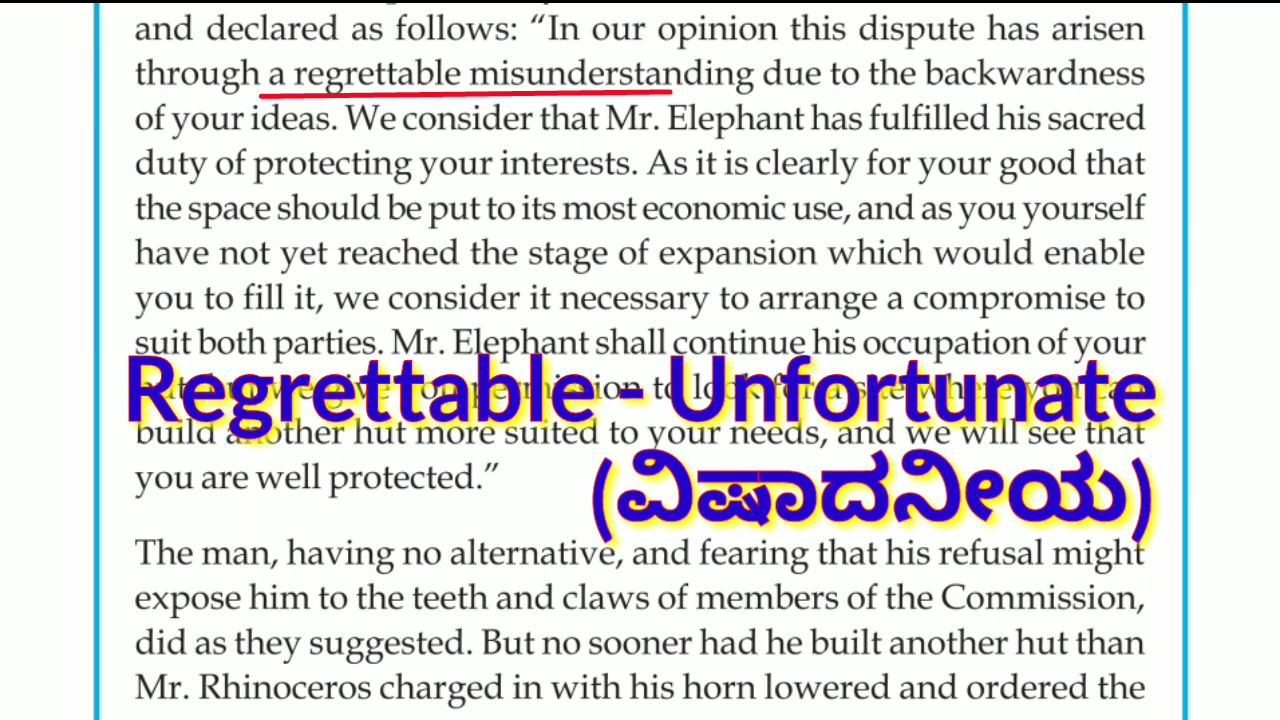 and declared as follows: “In our opinion this dispute has arisen
through a regrettable misunderstanding due to the backwardness
of your ideas. We consider that Mr. Elephant has fulfilled his sacred
duty of protecting your interests. As it is clearly for your good that
the space should be put to its most economic use, and as you yourself
have not yet reached the stage of expansion which would enable
you to fill it, we consider it necessary to arrange a compromise to
suit both parties. Mr. Elephant shall continue his occupation of your
Regrettable - Unfortunate
build another hut more suited to your needs, and we will see that
you are well protected.”
(ವಿಷಾದನೀಯ)
The man, having no alternative, and fearing that his refusal might
expose him to the teeth and claws of members of the Commission,
did as they suggested. But no sooner had he built another hut than
Mr. Rhinoceros charged in with his horn lowered and ordered the